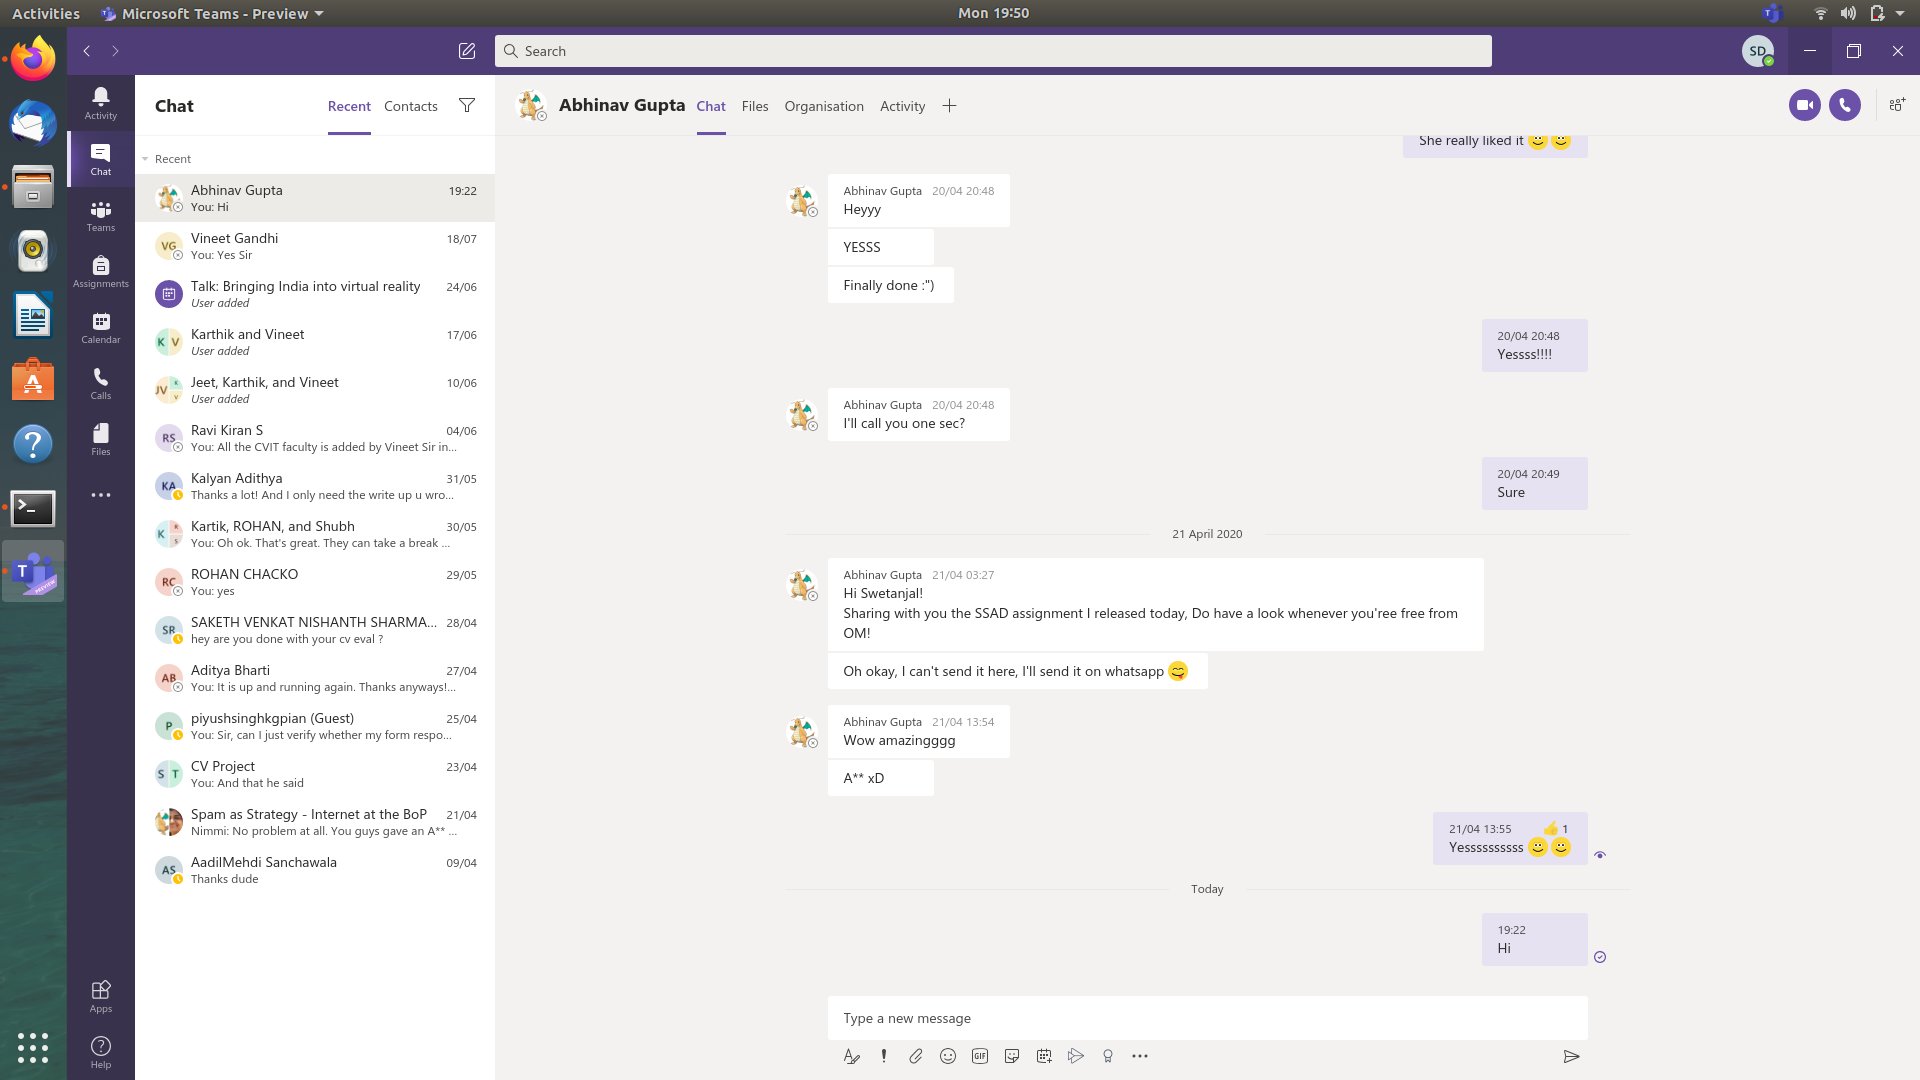 Activities
Microsoft Teams - Preview
Mon 19:50
Search
SD
Activity
Chat
Teams
Assignments
Calendar
Calls
Files
Apps
Help
Chat
Recent
Contacts
Recent
Abhinav Gupta 19:22
You: Hi
VG
Vineet Gandhi 18/07
You: Yes Sir
Talk: Bringing India into virtual reality 24/06
User added
K V
Karthik and Vineet 17/06
User added
JV K V
Jeet, Karthik, and Vineet 10/06
User added
RS
Ravi Kiran S 04/06
You: All the CVIT faculty is added by Vineet Sir in...
KA
Kalyan Adithya 31/05
Thanks a lot! And I only need the write up u wro...
K R S
Kartik, ROHAN, and Shubh 30/05
You: Oh ok. That's great. They can take a break ...
RC
ROHAN CHACKO 29/05
You: yes
SR
SAKETH VENKAT NISHANTH SHARMA... 28/04
hey are you done with your cv eval ?
AB
Aditya Bharti 27/04
You: It is up and running again. Thanks anyways!...
P
piyushsinghkgpian (Guest) 25/04
You: Sir, can I just verify whether my form respo...
S T
CV Project 23/04
You: And that he said
Spam as Strategy - Internet at the BoP 21/04
Nimmi: No problem at all. You guys gave an A** ...
AS
AadilMehdi Sanchawala 09/04
Thanks dude
Abhinav Gupta
Chat
Files
Organisation
Activity
She really liked it 🙂🙂
Abhinav Gupta 20/04 20:48
Heyyy
YESSS
Finally done :")
20/04 20:48
Yessss!!!!
Abhinav Gupta 20/04 20:48
I'll call you one sec?
20/04 20:49
Sure
21 April 2020
Abhinav Gupta 21/04 03:27
Hi Swetanjal!
Sharing with you the SSAD assignment I released today, Do have a look whenever you'ree free from
OM!
Oh okay, I can't send it here, I'll send it on whatsapp 😋
Abhinav Gupta 21/04 13:54
Wow amazingggg
A** xD
21/04 13:55 👍 1
Yessssssssss 🙂🙂
Today
19:22
Hi
Type a new message
GIF